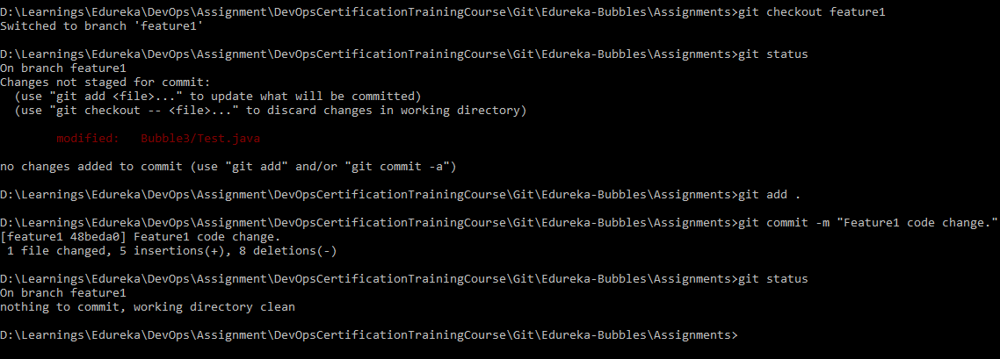 D:\Learnings\Edureka\DevOps\Assignment\DevOpsCertificationTrainingCourse\Git\Edureka-Bubbles\Assignments>git checkout feature1
Switched to branch 'feature1'
D:\Learnings\Edureka\DevOps\Assignment\DevOpsCertificationTrainingCourse\Git\Edureka-Bubbles\Assignments>git status
On branch feature1
Changes not staged for commit:
  (use "git add <file>..." to update what will be committed)
  (use "git checkout -- <file>..." to discard changes in working directory)
        modified:   Bubble3/Test.java
no changes added to commit (use "git add" and/or "git commit -a")
D:\Learnings\Edureka\DevOps\Assignment\DevOpsCertificationTrainingCourse\Git\Edureka-Bubbles\Assignments>git add .
D:\Learnings\Edureka\DevOps\Assignment\DevOpsCertificationTrainingCourse\Git\Edureka-Bubbles\Assignments>git commit -m "Feature1 code change."
[feature1 48beda0] Feature1 code change.
 1 file changed, 5 insertions(+), 8 deletions(-)
D:\Learnings\Edureka\DevOps\Assignment\DevOpsCertificationTrainingCourse\Git\Edureka-Bubbles\Assignments>git status
On branch feature1
nothing to commit, working directory clean
D:\Learnings\Edureka\DevOps\Assignment\DevOpsCertificationTrainingCourse\Git\Edureka-Bubbles\Assignments>